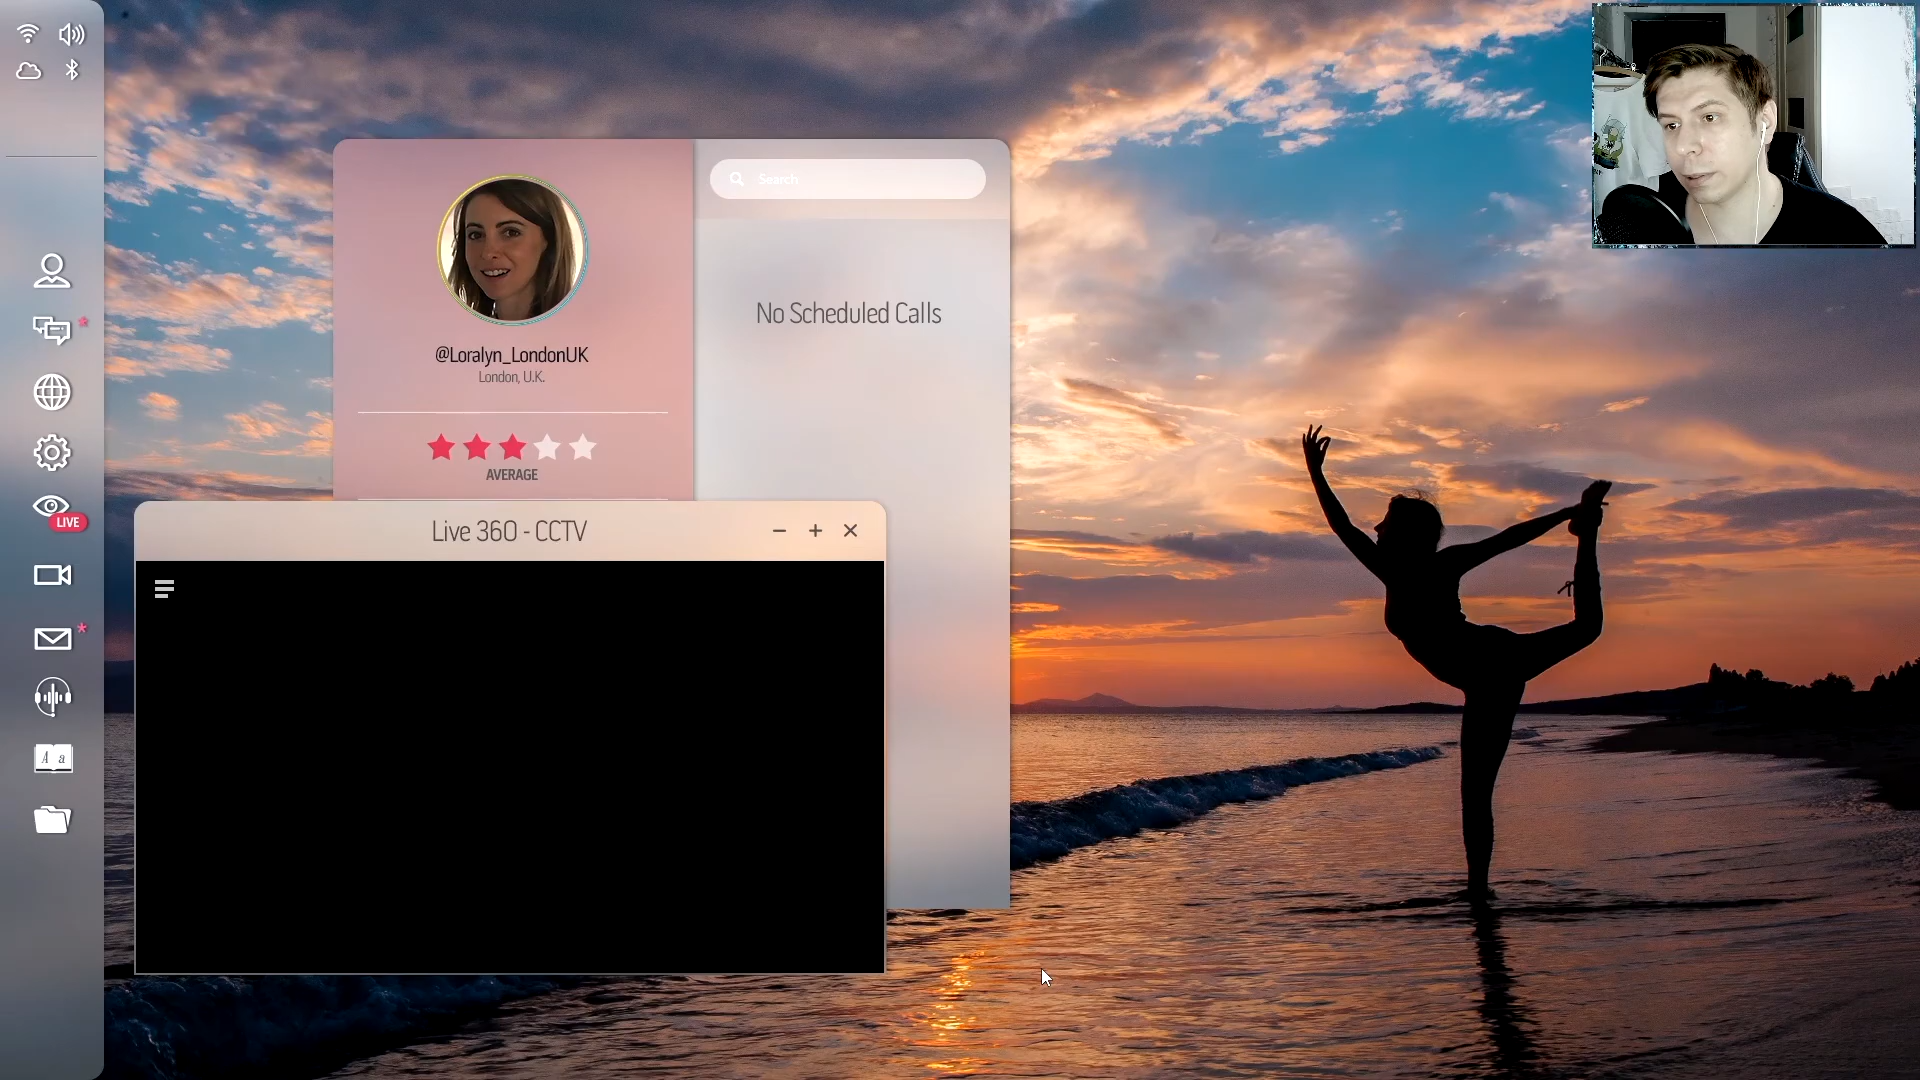 Search
No Scheduled Calls
@Loralyn_LondonUK
London, U.K.
AVERAGE
LIVE
Live 360 - CCTV
A a